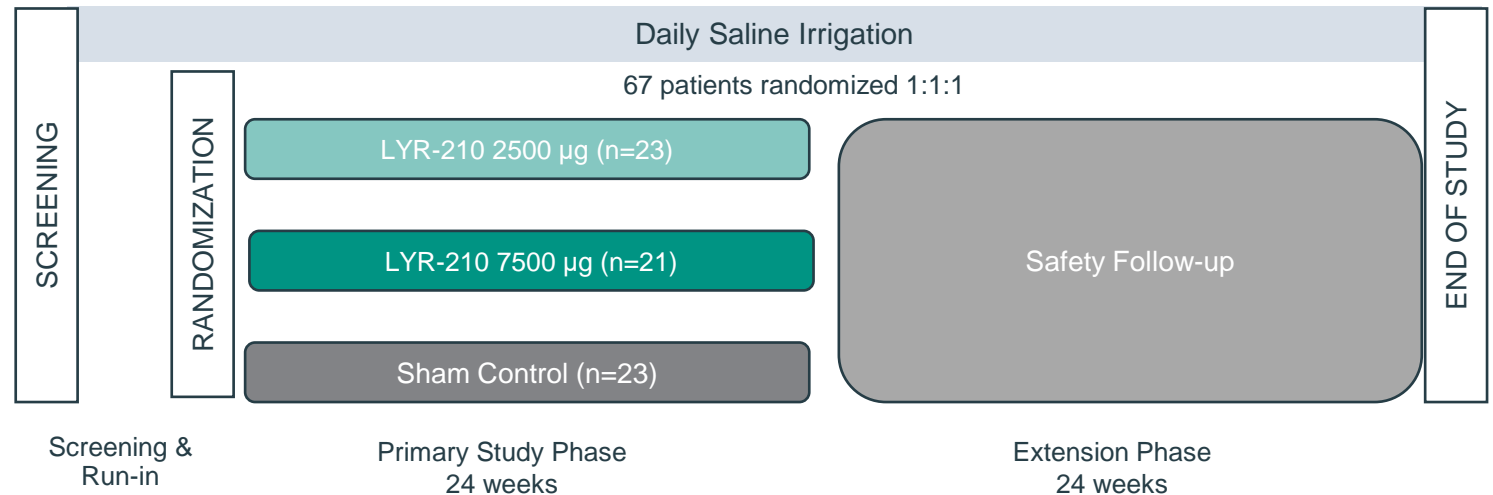 Daily Saline Irrigation
67 patients randomized 1:1:1
SCREENING
RANDOMIZATION
LYR-210 2500 µg (n=23)
LYR-210 7500 µg (n=21)
Sham Control (n=23)
Safety Follow-up
END OF STUDY
Screening &
Run-in
Primary Study Phase
24 weeks
Extension Phase
24 weeks